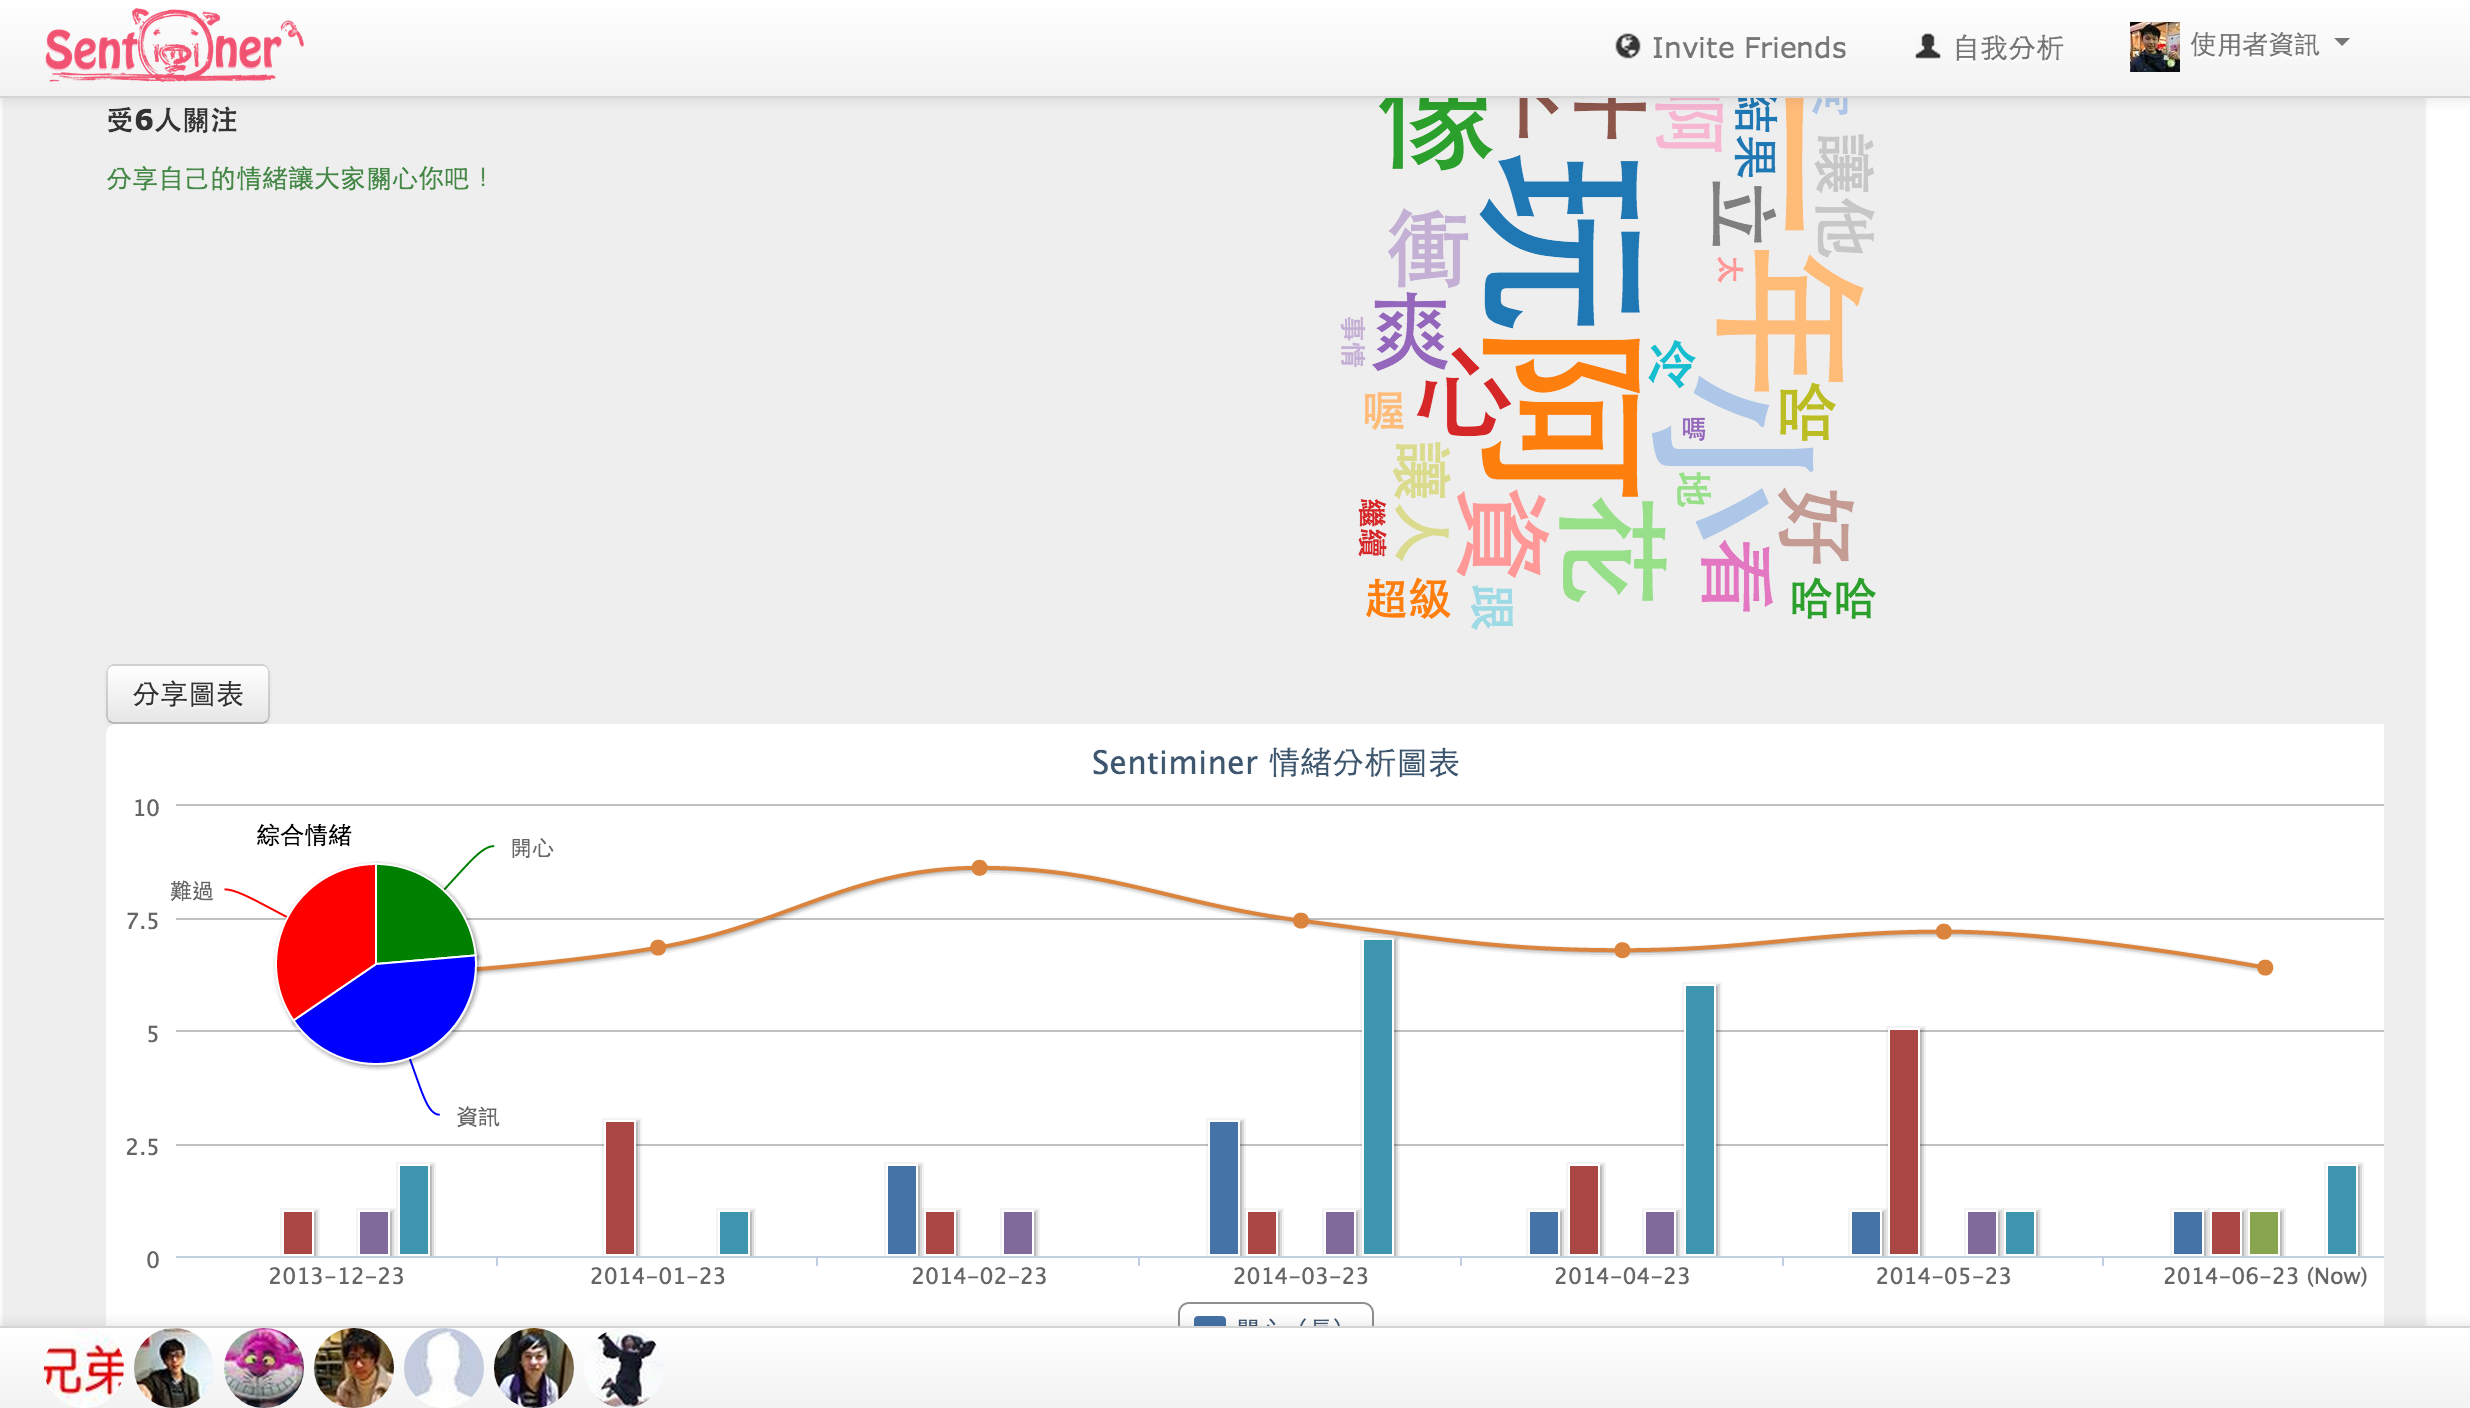 Sentiminer
Invite Friends
自我分析
使用者資訊
受6人關注
分享自己的情緒讓大家關心你吧！
像
啊
結果
讓他
立
玩
衝
太
年
爽
事情
心
阿
冷
小
哈
喔
嗎
讓人
地
繼續
資
花
好
看
超級
跟
哈哈
分享圖表
Sentiminer 情緒分析圖表
10
7.5
5
2.5
0
綜合情緒
開心
難過
資訊
2013-12-23
2014-01-23
2014-02-23
2014-03-23
2014-04-23
2014-05-23
2014-06-23 (Now)
兄弟